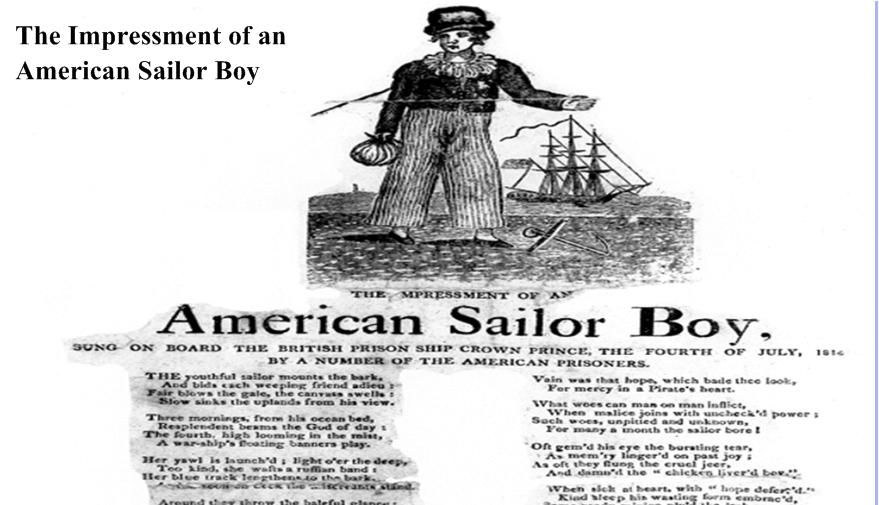 The Impressment of an
American Sailor Boy
THE MPRESSMENT OF AN
American Sailor Boy,
SUNG ON BOARD THE BRITISH PRISON SHIP CROWN PRINCE, THE FOURTH OF JULY, 1814
BY A NUMBER OF THE AMERICAN PRISONERS.
THE youthful sailor mounts the bark,
And bids each weeping friend adieu:
Fair blows the gale, the canvass swells:
Slow sinks the uplands from his view.
Three mornings, from his ocean bed,
Resplendent beams the God of day:
The fourth, high looming in the mist,
A war-ship's floating banners play.
Her yawl is launch'd; light o'er the deep,
Too kind, she wafts a ruffian band:
Her blue track lengthens to the bark,
soon on deck the miscreants stand.
Around they throw the baleful glance:
Vain was that hope, which bade thee look,
For mercy in a Pirate's heart.
What woes can man on man inflict,
When malice joins with uncheck'd power;
Such woes, unpitied and unknown,
For many a month the sailor bore!
Oft gem'd his eye the bursting tear,
As mem'ry linger'd on past joy;
As oft they flung the cruel jeer,
And damn'd the "chicken liver'd boy."
When sick at heart, with "hope defer'd."
Kind sleep his wasting form embrac'd,